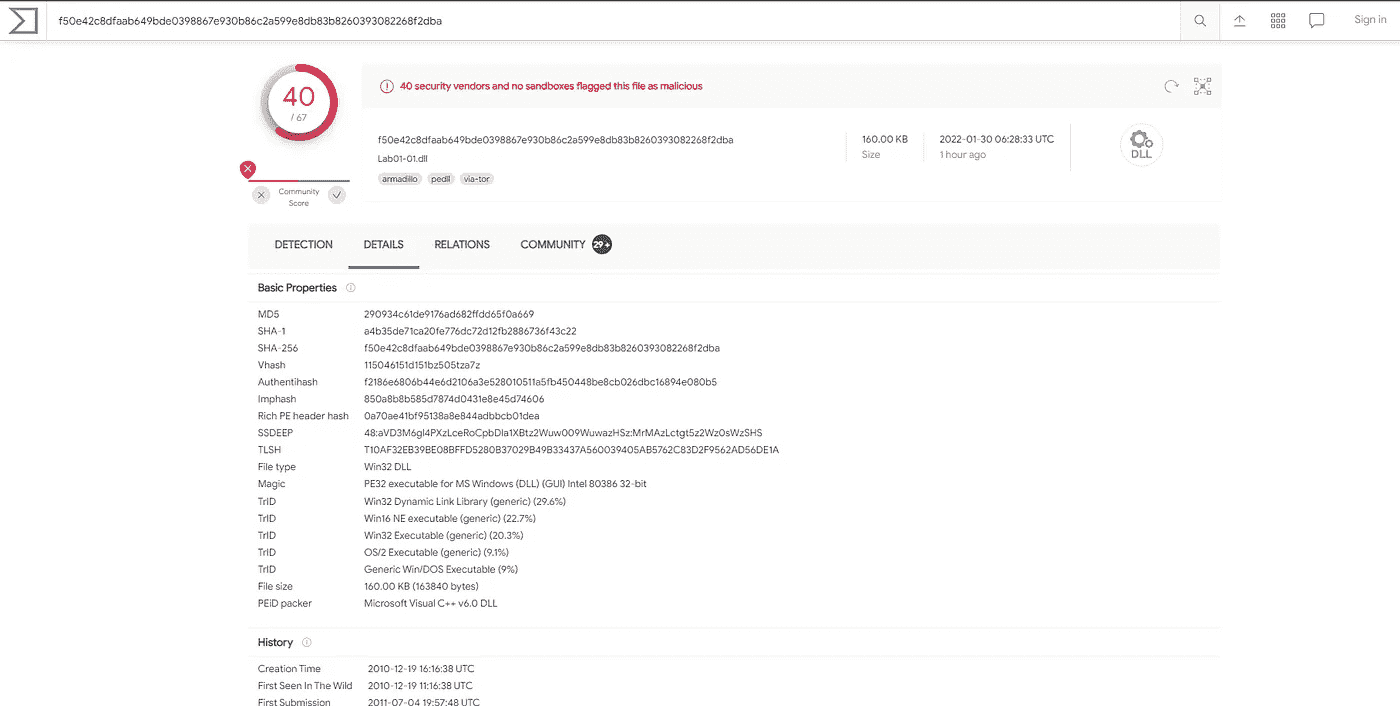 f50e42c8dfaab649bde0398867e930b86c2a599e8db83b8260393082268f2dba
Sign in
40
/ 67
40 security vendors and no sandboxes flagged this file as malicious
f50e42c8dfaab649bde0398867e930b86c2a599e8db83b8260393082268f2dba
Lab01-01.dll
armadillo pedll via-tor
160.00 KB
Size
2022-01-30 06:28:33 UTC
1 hour ago
DLL
Community
Score
DETECTION DETAILS RELATIONS COMMUNITY 29+
Basic Properties
MD5 290934c61de9176ad682ffdd65f0a669
SHA-1 a4b35de71ca20fe776dc72d12fb2886736f43c22
SHA-256 f50e42c8dfaab649bde0398867e930b86c2a599e8db83b8260393082268f2dba
Vhash 115046151d151bz505tza7z
Authentihash f2186e6806b44e6d2106a3e528010511a5fb450448be8cb026dbc16894e080b5
Imphash 850a8b8b585d7874d0431e8e45d74606
Rich PE header hash 0a70ae41bf95138a8e844adbbcb01dea
SSDEEP 48:aVD3M6gI4PXzLceRoCpbDIa1XBtz2Wuw009WuwazHSz:MrMAzLctgt5z2Wz0sWzSHS
TLSH T10AF32EB39BE08BFFD5280B37029B49B33437A560039405AB5762C83D2F9562AD56DE1A
File type Win32 DLL
Magic PE32 executable for MS Windows (DLL) (GUI) Intel 80386 32-bit
TrID Win32 Dynamic Link Library (generic) (29.6%)
TrID Win16 NE executable (generic) (22.7%)
TrID Win32 Executable (generic) (20.3%)
TrID OS/2 Executable (generic) (9.1%)
TrID Generic Win/DOS Executable (9%)
File size 160.00 KB (163840 bytes)
PEiD packer Microsoft Visual C++ v6.0 DLL
History
Creation Time 2010-12-19 16:16:38 UTC
First Seen In The Wild 2010-12-19 11:16:38 UTC
First Submission 2011-07-04 19:57:48 UTC